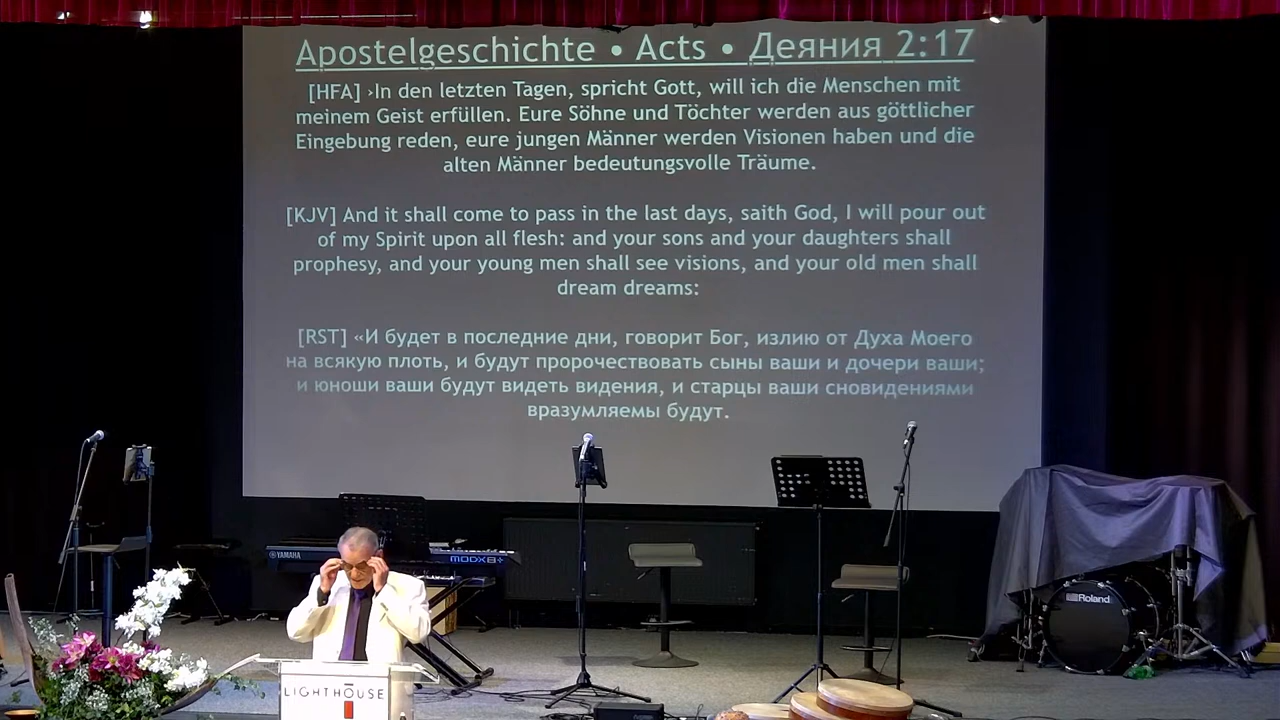 Apostelgeschichte • Acts • Деяния 2:17
[HFA] ›In den letzten Tagen, spricht Gott, will ich die Menschen mit
meinem Geist erfüllen. Eure Söhne und Töchter werden aus göttlicher
Eingebung reden, eure jungen Männer werden Visionen haben und die
alten Männer bedeutungsvolle Träume.
[KJV] And it shall come to pass in the last days, saith God, I will pour out
of my Spirit upon all flesh: and your sons and your daughters shall
prophesy, and your young men shall see visions, and your old men shall
dream dreams:
[RST] «И будет в последние дни, говорит Бог, излию от Духа Моего
на всякую плоть, и будут пророчествовать сыны ваши и дочери ваши;
и юноши ваши будут видеть видения, и старцы ваши сновидениями
вразумляемы будут.
YAMAHA
MODX8+
Roland
LIGHTHOUSE